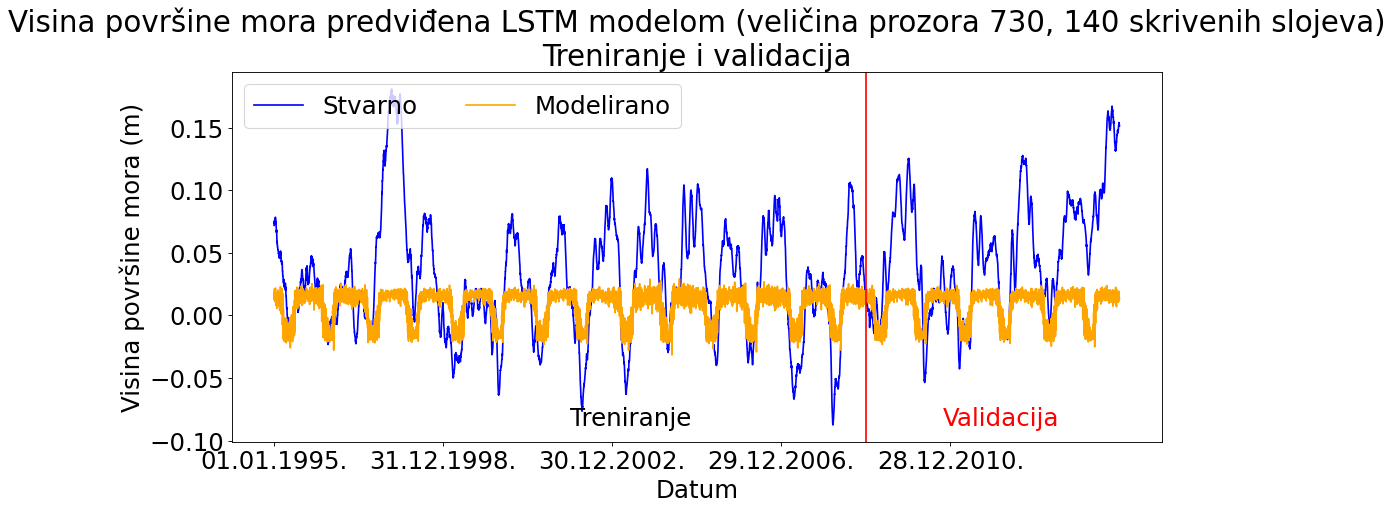 Visina površine mora predviđena LSTM modelom (veličina prozora 730, 140 skrivenih slojeva)
Treniranje i validacija
Stvarno
Modelirano
Visina površine mora (m)
0.15
0.10
0.05
0.00
−0.05
−0.10
Treniranje
Validacija
01.01.1995.
31.12.1998.
30.12.2002.
29.12.2006.
28.12.2010.
Datum